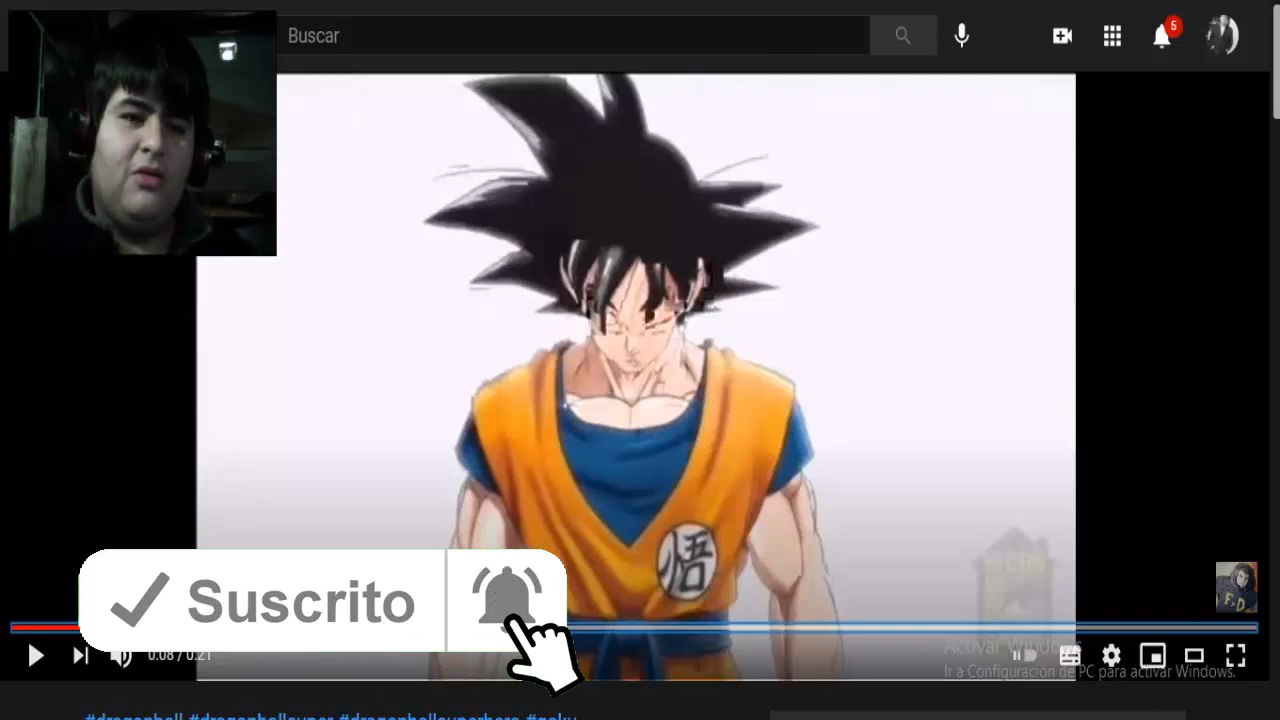 Buscar
5
悟
Suscrito
0:08 / 0:21
Activar Windows
Ir a Configuración de PC para activar Windows.
#dragonball #dragonballsuper #dragonballsuperhero #goku